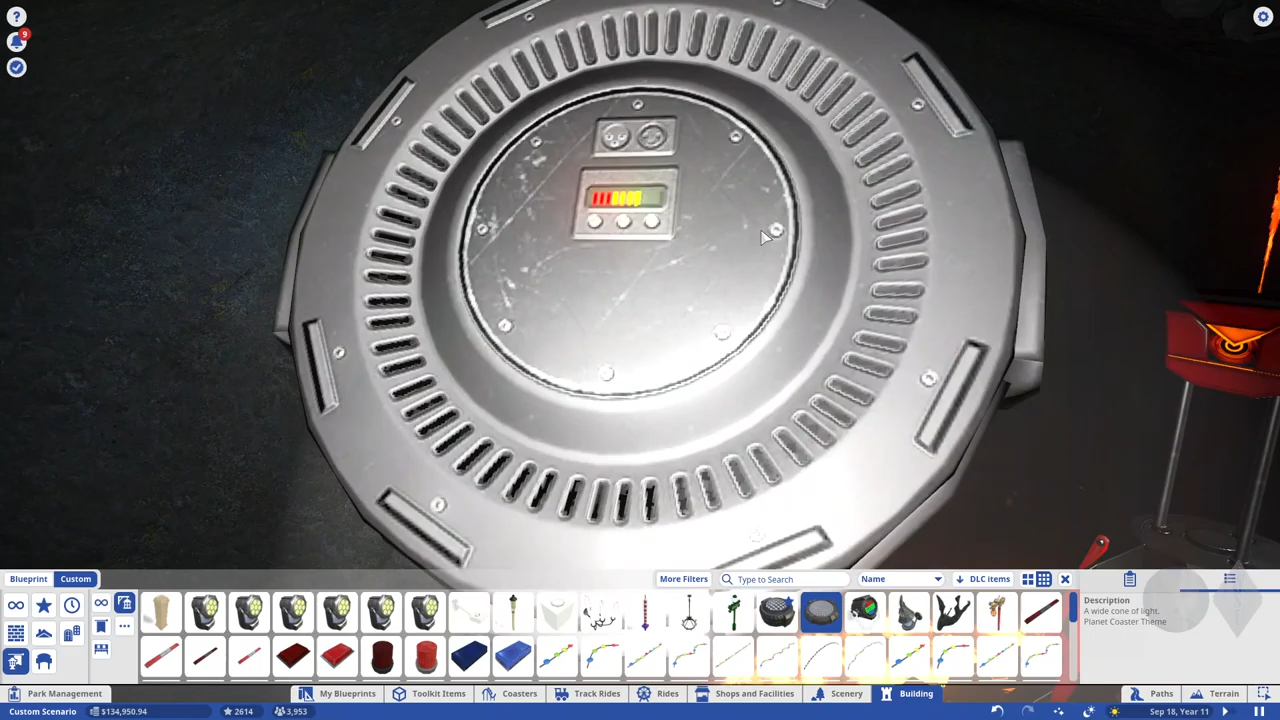 ?
9
Blueprint
Custom
More Filters
Type to Search
Name
DLC items
Description
A wide cone of light.
Planet Coaster Theme
Park Management
My Blueprints
Toolkit Items
Coasters
Track Rides
Rides
Shops and Facilities
Scenery
Building
Paths
Terrain
Custom Scenario
$134,950.94
2614
3,953
Sep 18, Year 11